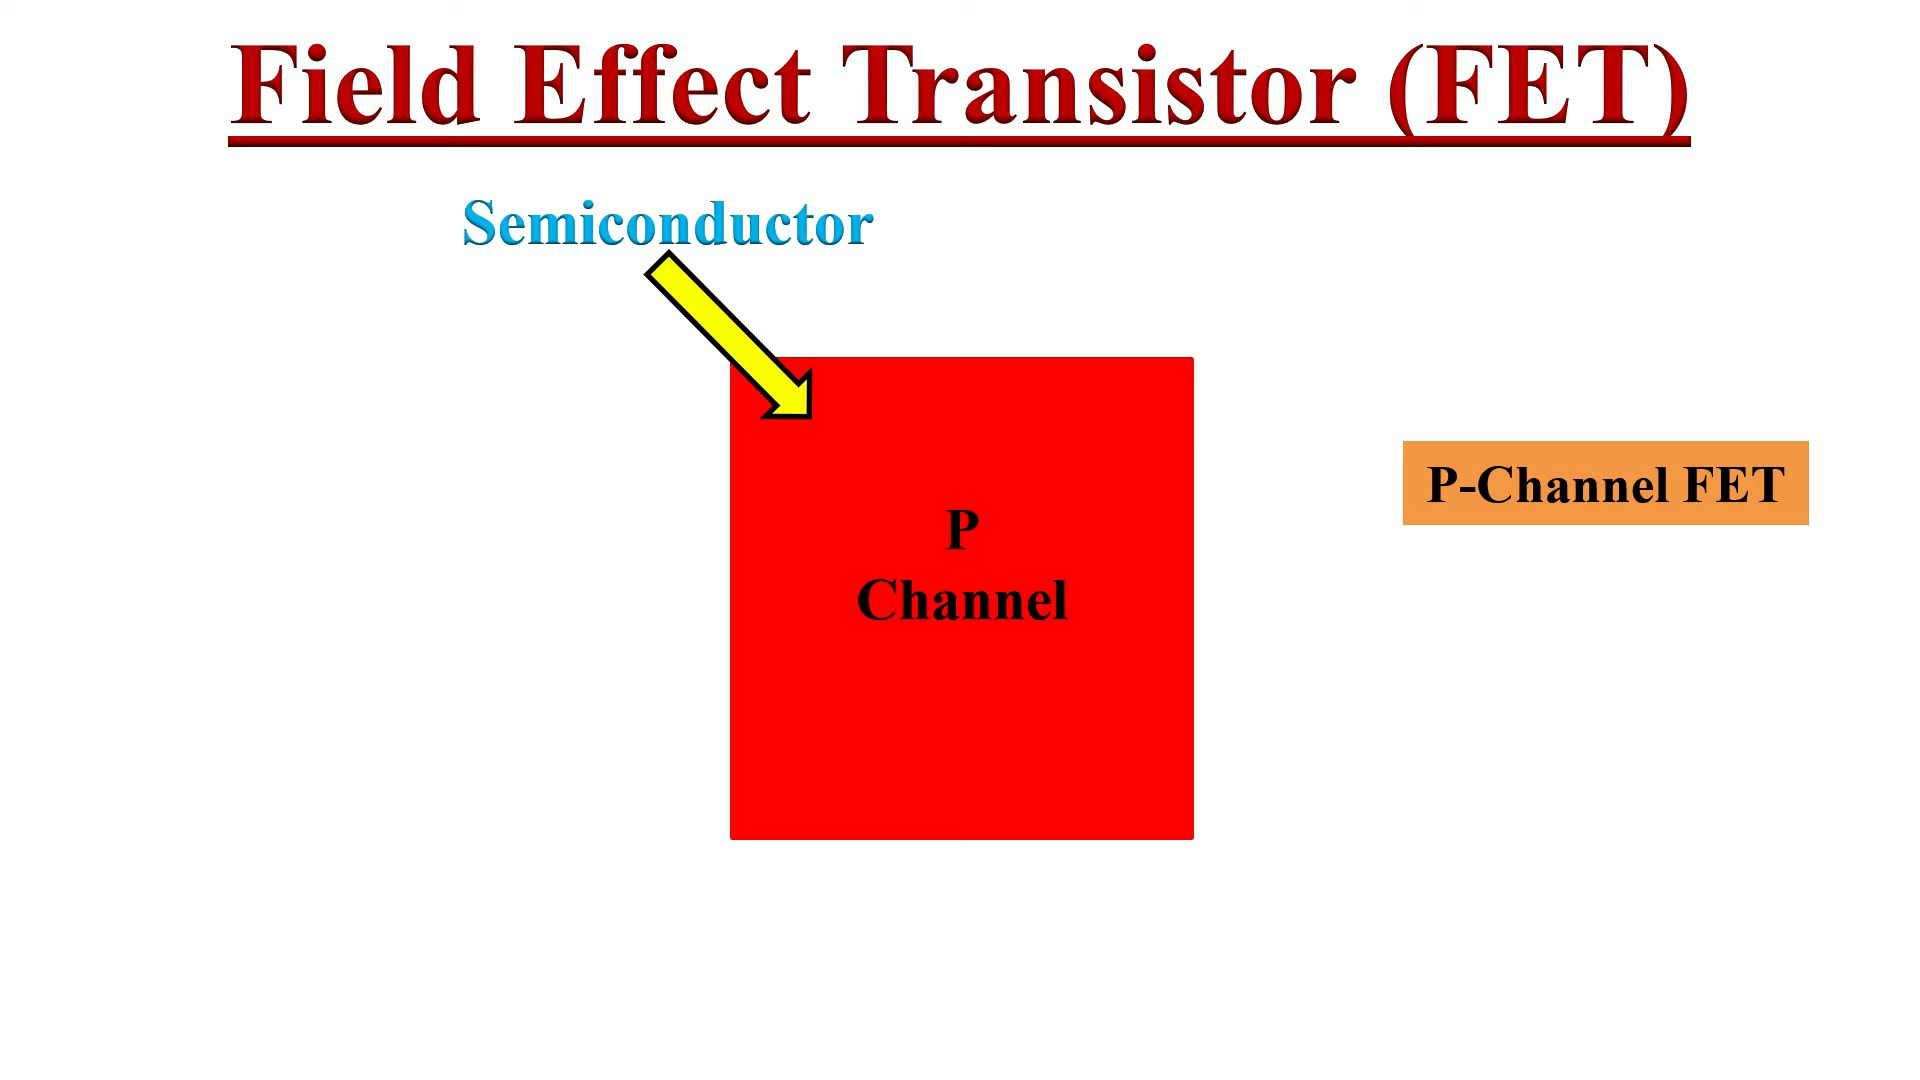 Field Effect Transistor (FET)
Semiconductor
P-Channel FET
P
Channel